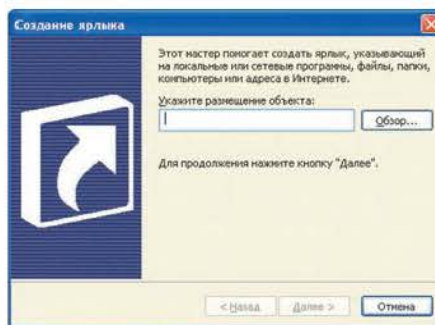 Создание ярлыка
Этот мастер помогает создать ярлык, указывающий
на локальные или сетевые программы, файлы, папки,
компьютеры или адреса в Интернете.
Укажите размещение объекта:
Обзор...
Для продолжения нажмите кнопку "Далее".
< Назад
Далее >
Отмена